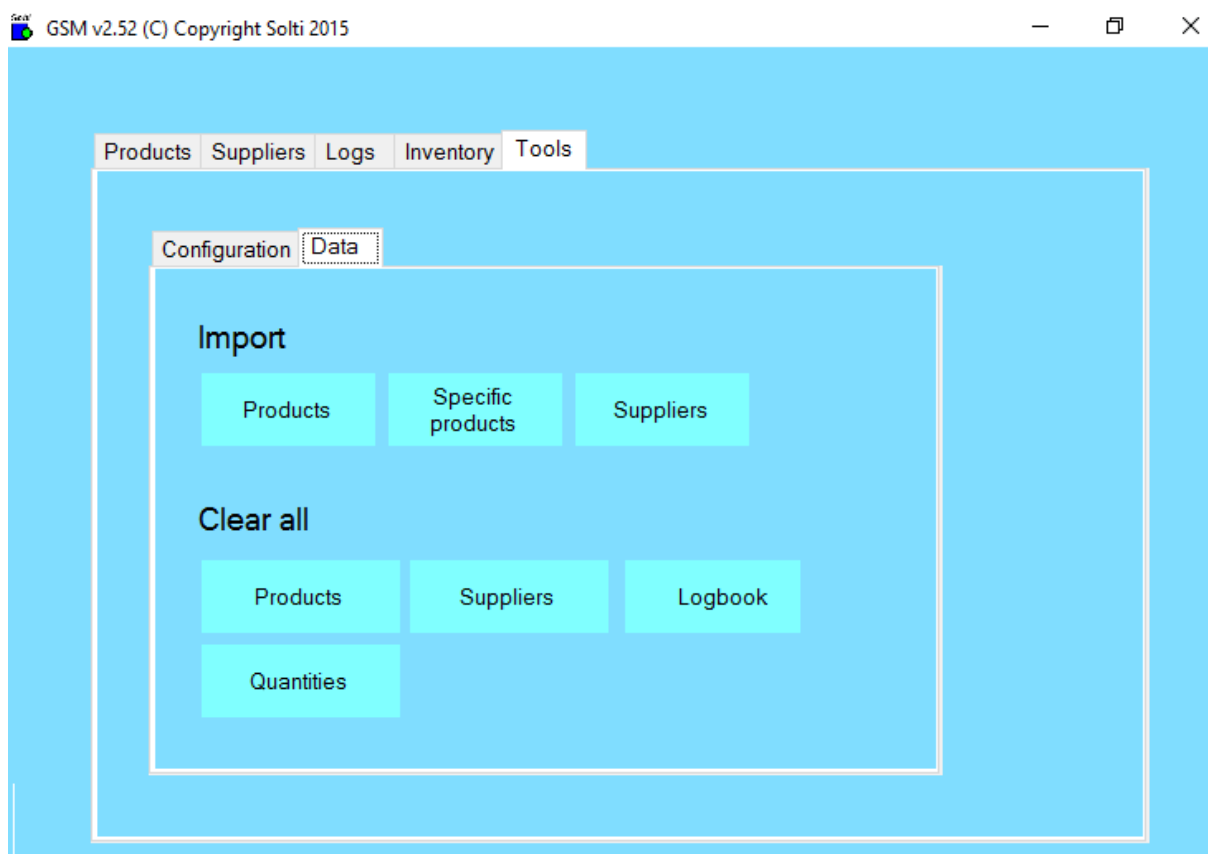 GSM v2.52 (C) Copyright Solti 2015
Products Suppliers Logs Inventory Tools
Configuration Data
Import
Products
Specific
products
Suppliers
Clear all
Products Suppliers Logbook
Quantities